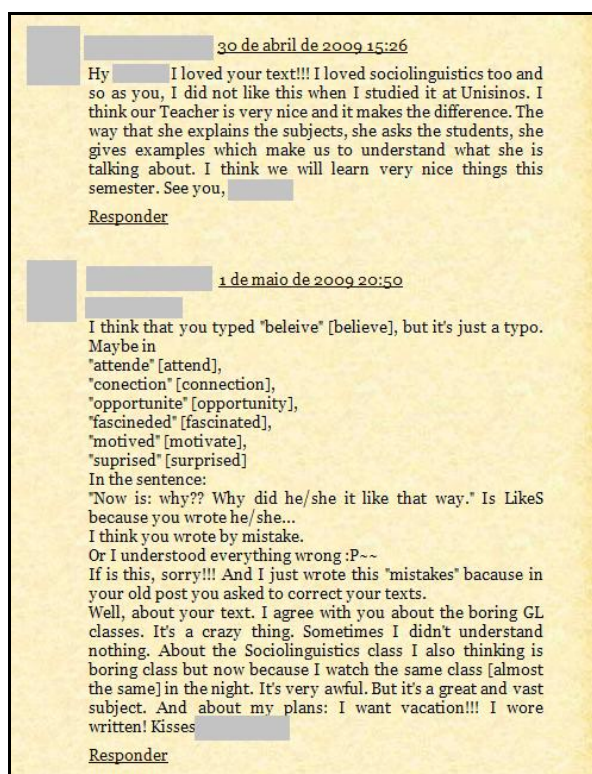 30 de abril de 2009 15:26
Hy I loved your text!!! I loved sociolinguistics too and
so as you, I did not like this when I studied it at Unisinos. I
think our Teacher is very nice and it makes the difference. The
way that she explains the subjects, she asks the students, she
gives examples which make us to understand what she is
talking about. I think we will learn very nice things this
semester. See you,
Responder
1 de maio de 2009 20:50
I think that you typed "beleive" [believe], but it's just a typo.
Maybe in
"attende" [attend],
"conection" [connection],
"opportunite" [opportunity],
"fascineded" [fascinated],
"motived" [motivate],
"suprised" [surprised]
In the sentence:
"Now is: why?? Why did he/she it like that way." Is LikeS
because you wrote he/she...
I think you wrote by mistake.
Or I understood everything wrong :P~~
If is this, sorry!!! And I just wrote this "mistakes" bacause in
your old post you asked to correct your texts.
Well, about your text. I agree with you about the boring GL
classes. It's a crazy thing. Sometimes I didn't understand
nothing. About the Sociolinguistics class I also thinking is
boring class but now because I watch the same class [almost
the same] in the night. It's very awful. But it's a great and vast
subject. And about my plans: I want vacation!!! I wore
written! Kisses
Responder